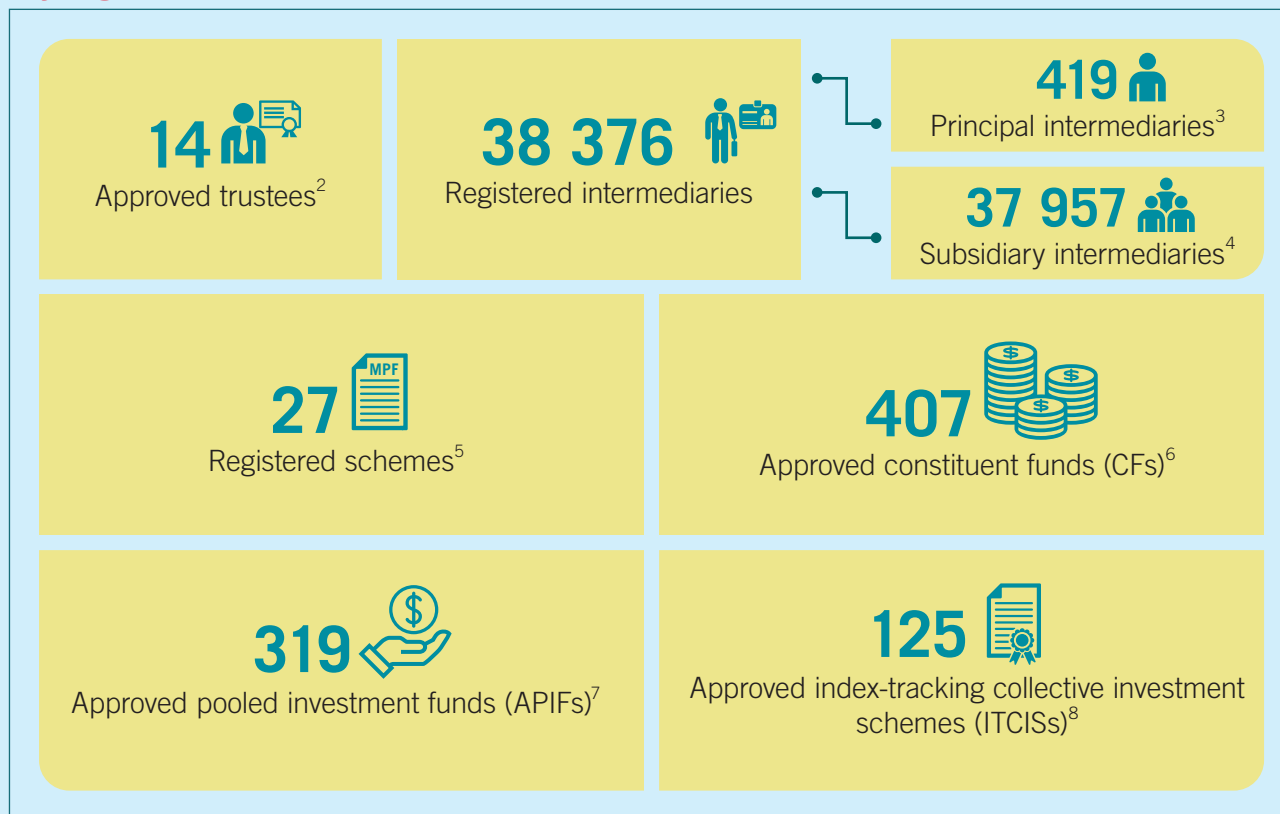 14
Approved trustees2
38 376
Registered intermediaries
419
Principal intermediaries3
37 957
Subsidiary intermediaries4
MPF
27
Registered schemes5
$
$
$
407
Approved constituent funds (CFs)6
$
319
Approved pooled investment funds (APIFs)7
125
Approved index-tracking collective investment
schemes (ITCISs)8